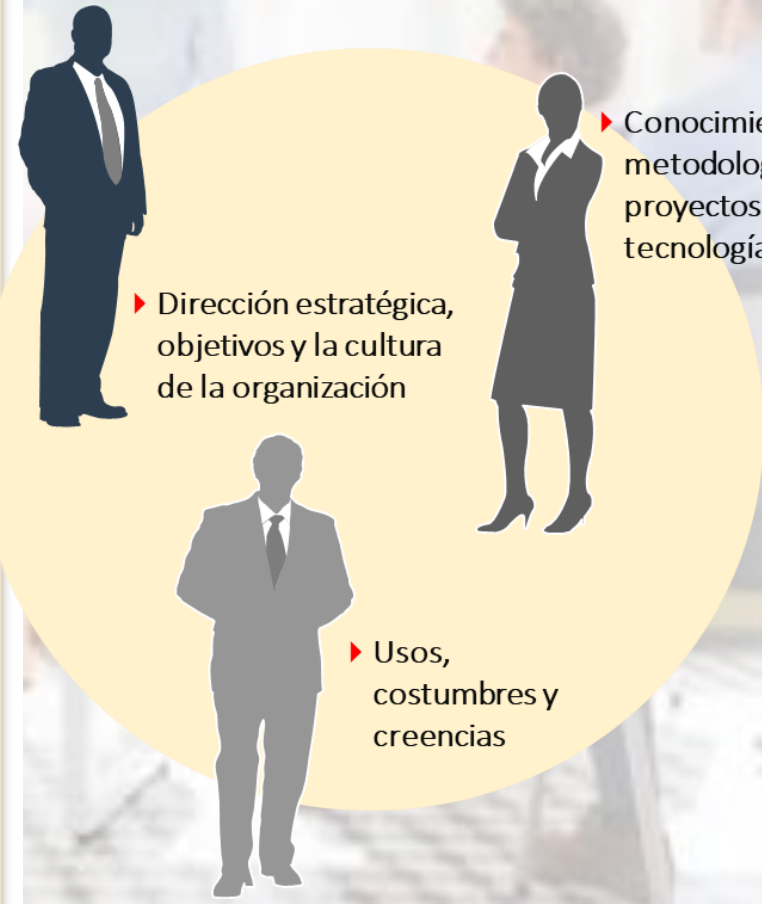 Dirección estratégica,
objetivos y la cultura
de la organización
proyectos
Usos,
costumbres y
creencias